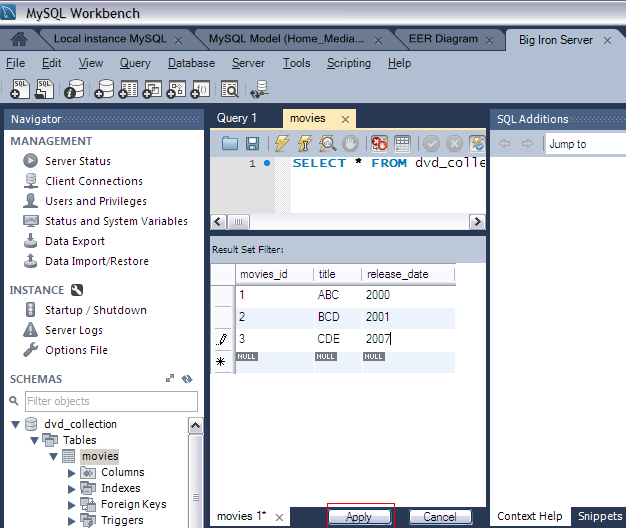 MySQL Workbench
Local instance MySQL × MySQL Model (Home_Media... × EER Diagram × Big Iron Server ×
File Edit View Query Database Server Tools Scripting Help
Navigator
MANAGEMENT
Server Status
Client Connections
Users and Privileges
Status and System Variables
Data Export
Data Import/Restore
INSTANCE
Startup / Shutdown
Server Logs
Options File
SCHEMAS
Filter objects
dvd_collection
Tables
movies
Columns
Indexes
Foreign Keys
Triggers
Query 1 movies ×
1 SELECT * FROM dvd_colle
Result Set Filter:
movies_id title release_date
1 ABC 2000
2 BCD 2001
3 CDE 2007
NULL NULL NULL
movies 1* × Apply Cancel
SQL Additions
Jump to
Context Help Snippets